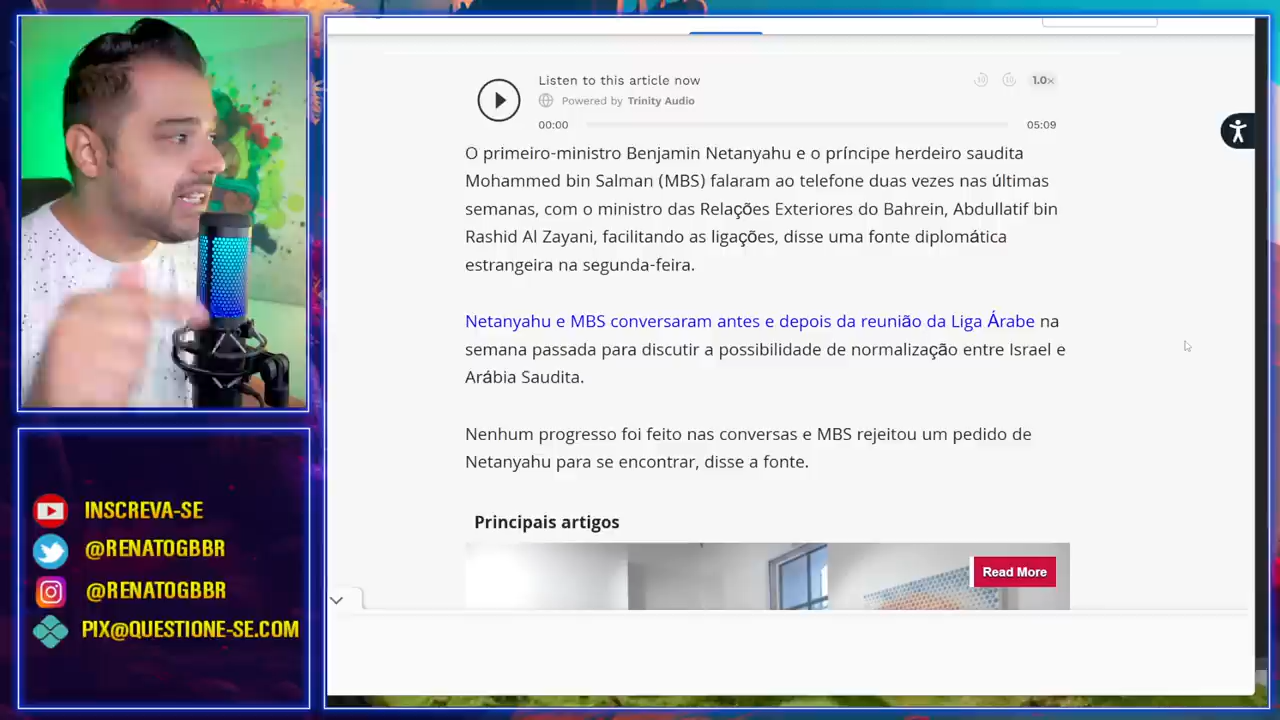 Listen to this article now
Powered by Trinity Audio
1.0×
00:00
05:09
O primeiro-ministro Benjamin Netanyahu e o príncipe herdeiro saudita
Mohammed bin Salman (MBS) falaram ao telefone duas vezes nas últimas
semanas, com o ministro das Relações Exteriores do Bahrein, Abdullatif bin
Rashid Al Zayani, facilitando as ligações, disse uma fonte diplomática
estrangeira na segunda-feira.
Netanyahu e MBS conversaram antes e depois da reunião da Liga Árabe na
semana passada para discutir a possibilidade de normalização entre Israel e
Arábia Saudita.
Nenhum progresso foi feito nas conversas e MBS rejeitou um pedido de
Netanyahu para se encontrar, disse a fonte.
Principais artigos
Read More
INSCREVA-SE
@RENATOGBBR
@RENATOGBBR
PIX@QUESTIONE-SE.COM